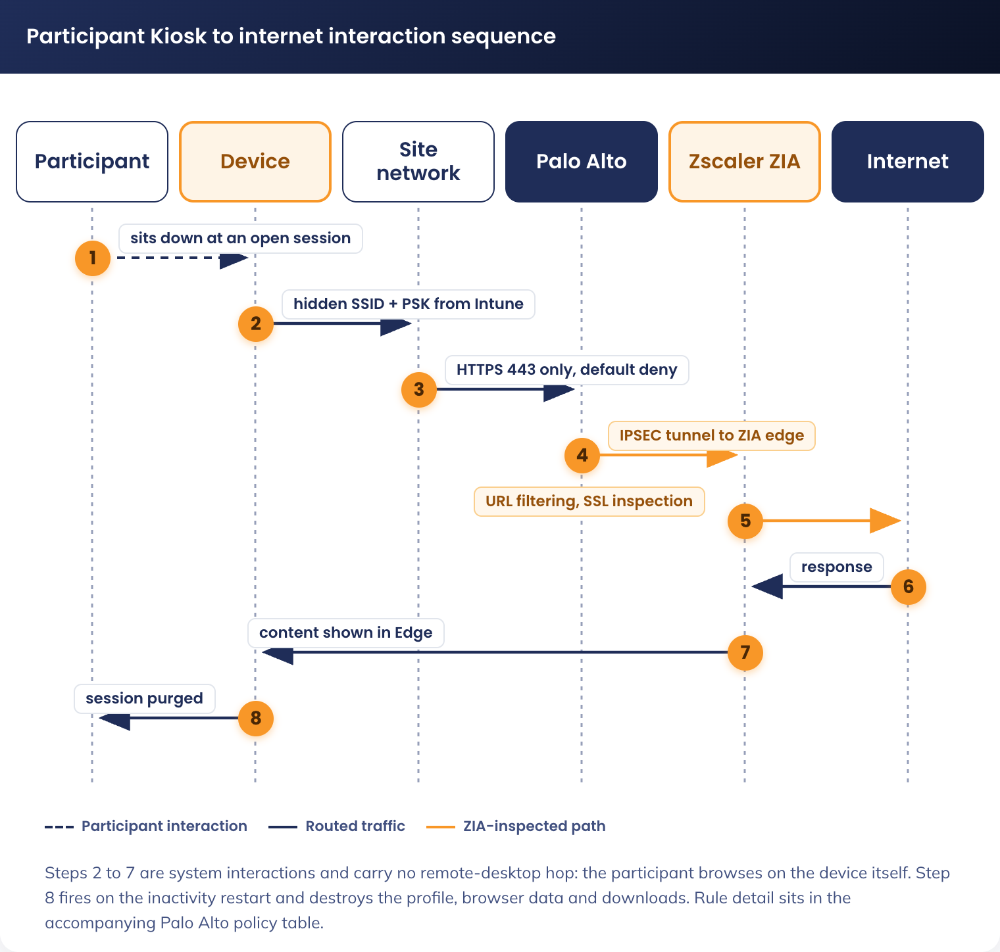 Participant Kiosk to internet interaction sequence
Participant
Device
Site
network
Palo Alto
Zscaler ZIA
Internet
sits down at an open session
1
hidden SSID + PSK from Intune
2
HTTPS 443 only, default deny
3
IPSEC tunnel to ZIA edge
4
URL filtering, SSL inspection
5
response
6
content shown in Edge
7
session purged
8
Participant interaction
Routed traffic
ZIA-inspected path
Steps 2 to 7 are system interactions and carry no remote-desktop hop: the participant browses on the device itself. Step
8 fires on the inactivity restart and destroys the profile, browser data and downloads. Rule detail sits in the
accompanying Palo Alto policy table.